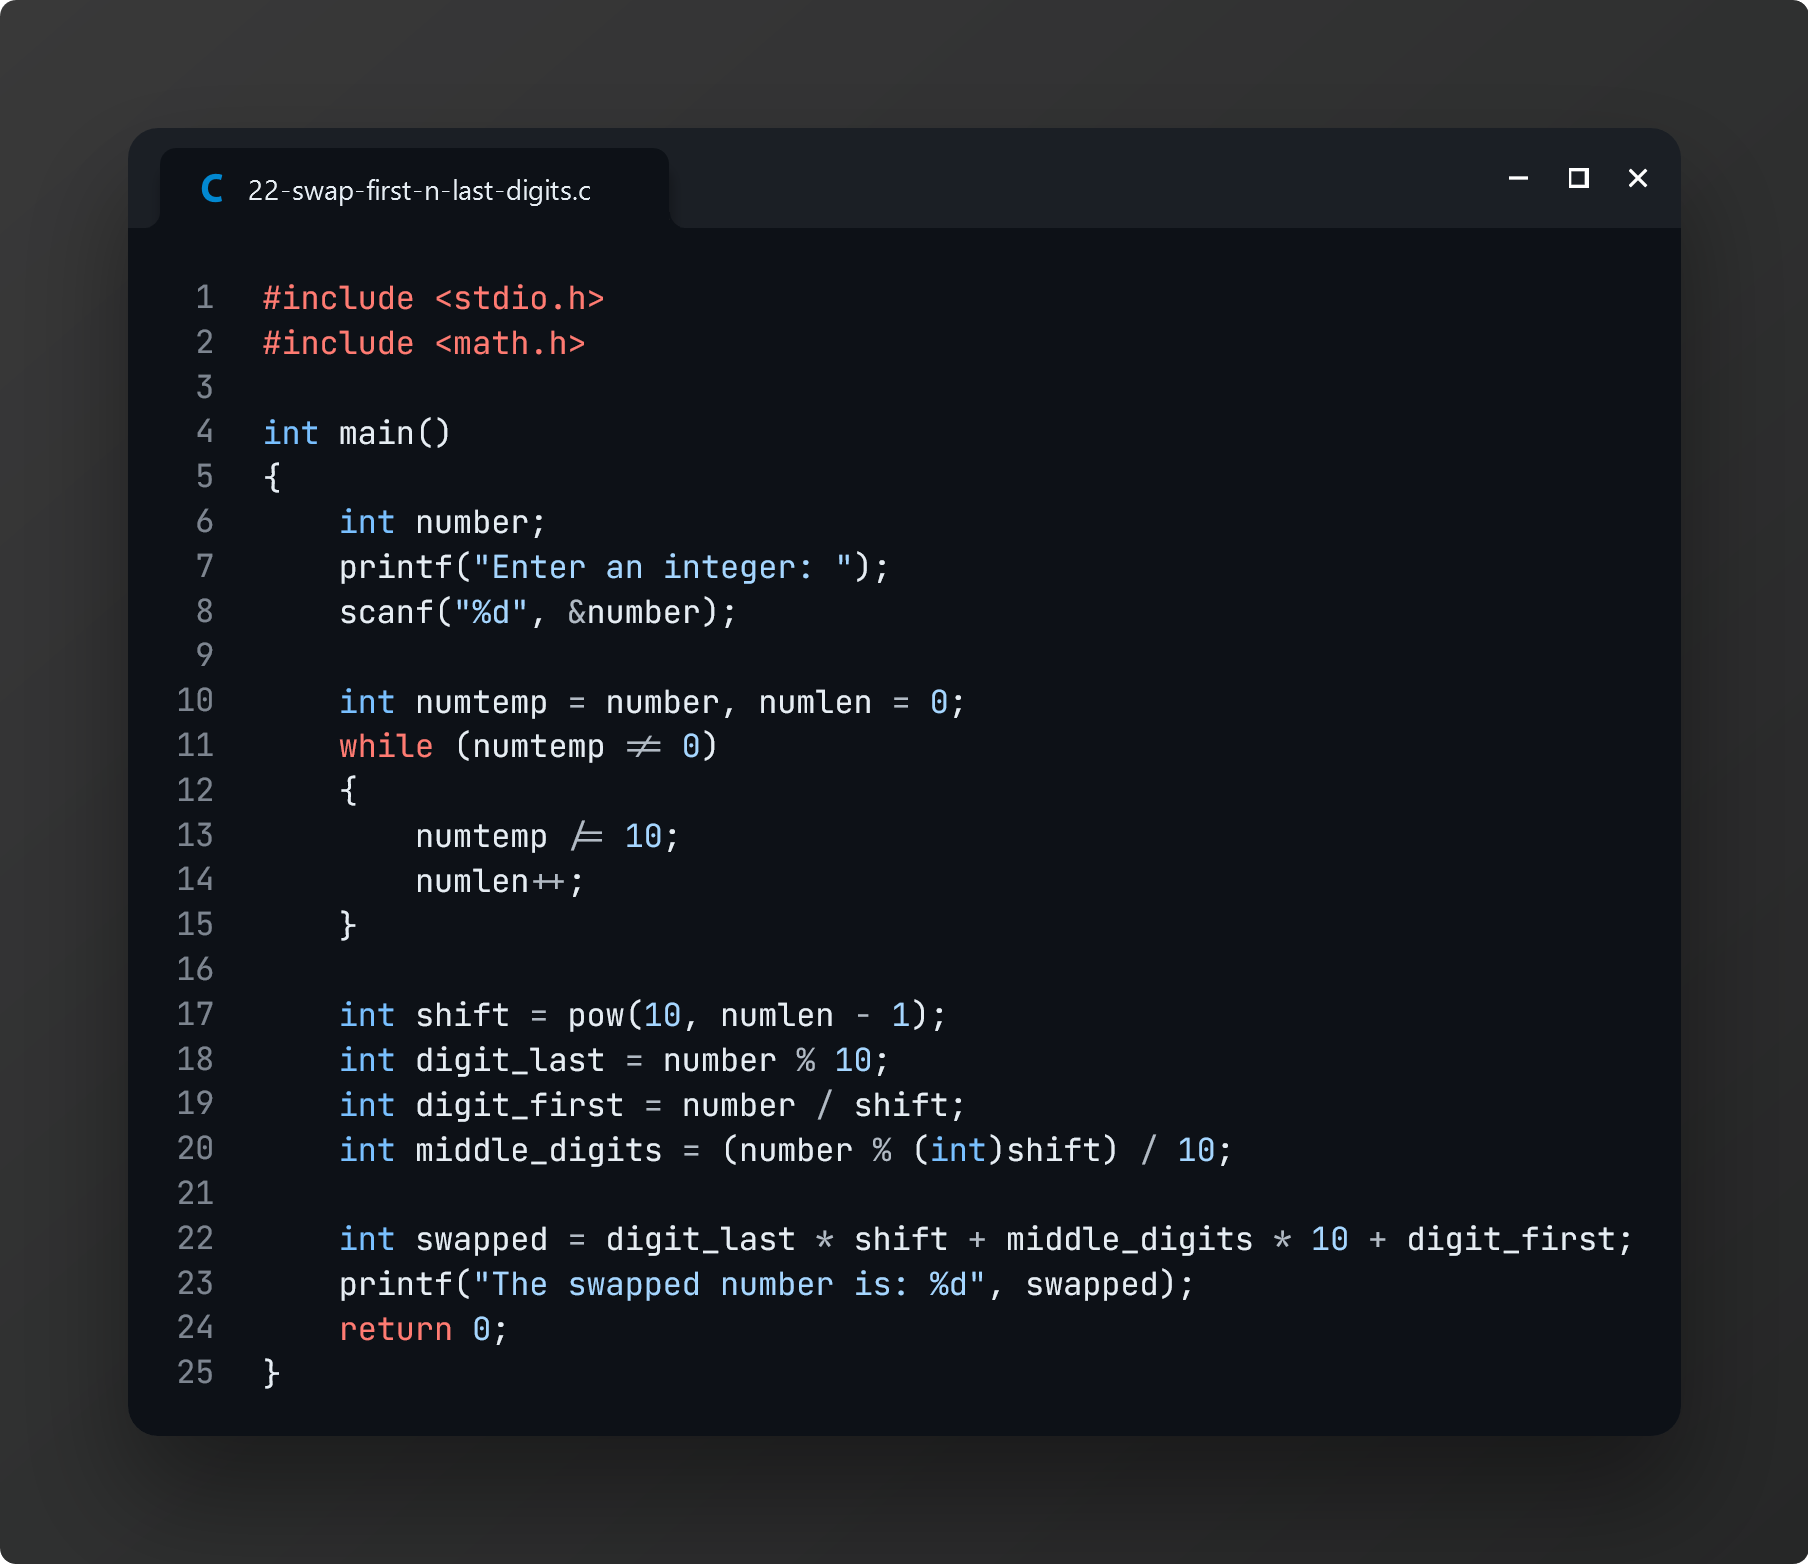 C 22-swap-first-n-last-digits.c
1 #include <stdio.h>
2 #include <math.h>
3
4 int main()
5 {
6     int number;
7     printf("Enter an integer: ");
8     scanf("%d", &number);
9
10     int numtemp = number, numlen = 0;
11     while (numtemp != 0)
12     {
13         numtemp /= 10;
14         numlen++;
15     }
16
17     int shift = pow(10, numlen - 1);
18     int digit_last = number % 10;
19     int digit_first = number / shift;
20     int middle_digits = (number % (int)shift) / 10;
21
22     int swapped = digit_last * shift + middle_digits * 10 + digit_first;
23     printf("The swapped number is: %d", swapped);
24     return 0;
25 }